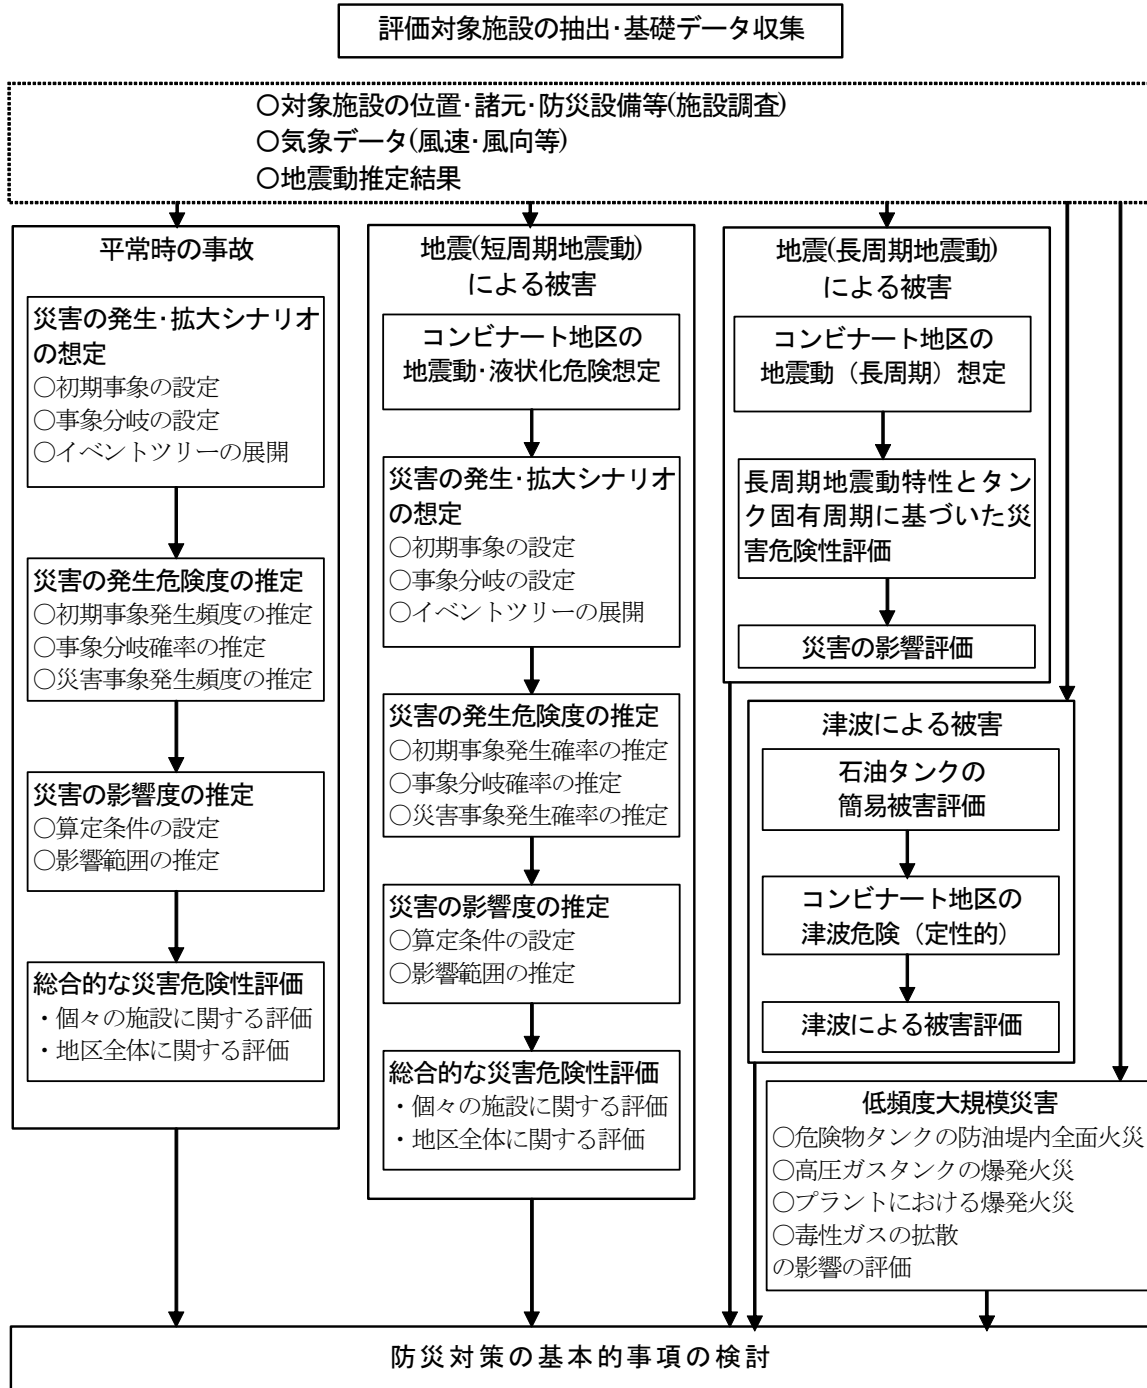 評価対象施設の抽出･基礎データ収集
○対象施設の位置･諸元･防災設備等(施設調査)
○気象データ(風速･風向等)
○地震動推定結果
平常時の事故
災害の発生･拡大シナリオ
の想定
○初期事象の設定
○事象分岐の設定
○イベントツリーの展開
災害の発生危険度の推定
○初期事象発生頻度の推定
○事象分岐確率の推定
○災害事象発生頻度の推定
災害の影響度の推定
○算定条件の設定
○影響範囲の推定
総合的な災害危険性評価
・個々の施設に関する評価
・地区全体に関する評価
地震(短周期地震動)
による被害
コンビナート地区の
地震動･液状化危険想定
災害の発生･拡大シナリオ
の想定
○初期事象の設定
○事象分岐の設定
○イベントツリーの展開
災害の発生危険度の推定
○初期事象発生確率の推定
○事象分岐確率の推定
○災害事象発生確率の推定
災害の影響度の推定
○算定条件の設定
○影響範囲の推定
総合的な災害危険性評価
・個々の施設に関する評価
・地区全体に関する評価
地震(長周期地震動)
による被害
コンビナート地区の
地震動（長周期）想定
長周期地震動特性とタン
ク固有周期に基づいた災
害危険性評価
災害の影響評価
津波による被害
石油タンクの
簡易被害評価
コンビナート地区の
津波危険（定性的）
津波による被害評価
低頻度大規模災害
○危険物タンクの防油堤内全面火災
○高圧ガスタンクの爆発火災
○プラントにおける爆発火災
○毒性ガスの拡散
の影響の評価
防災対策の基本的事項の検討